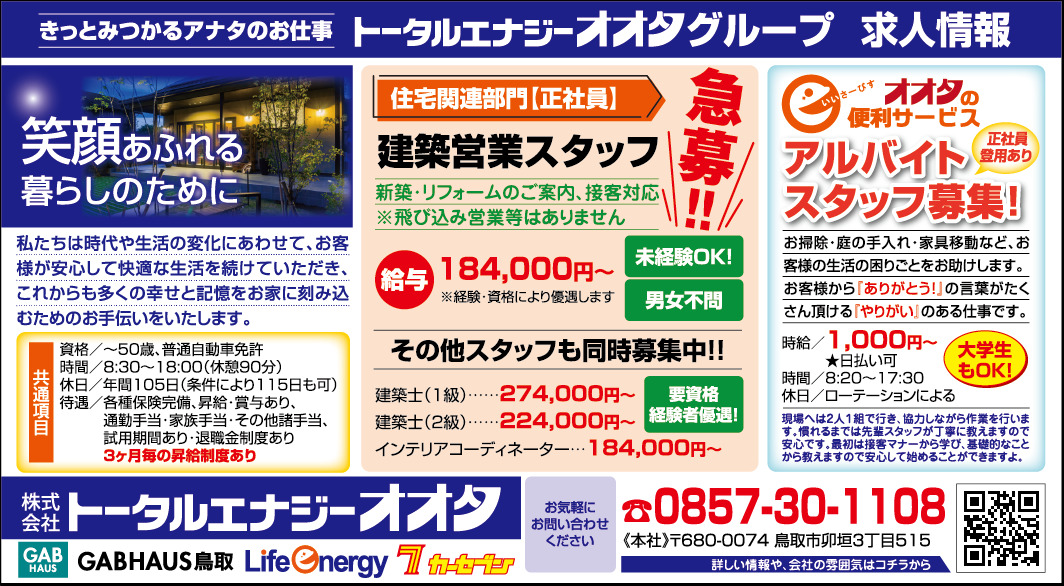 きっとみつかるアナタのお仕事
トータルエナジーオオタグループ 求人情報
笑顔あふれる
暮らしのために
私たちは時代や生活の変化にあわせて、お客
様が安心して快適な生活を続けていただき、
これからも多くの幸せと記憶をお家に刻み込
むためのお手伝いをいたします。
共通項目
資格／～50歳、普通自動車免許
時間／8:30～18:00(休憩90分)
休日／年間105日(条件により115日も可)
待遇／各種保険完備、昇給・賞与あり、
通勤手当・家族手当・その他諸手当、
試用期間あり・退職金制度あり
3ヶ月毎の昇給制度あり
住宅関連部門【正社員】
急募!!
建築営業スタッフ
新築・リフォームのご案内、接客対応
※飛び込み営業等はありません
給与
184,000円～
※経験・資格により優遇します
未経験OK!
男女不問
その他スタッフも同時募集中!!
建築士(1級)……274,000円～
建築士(2級)……224,000円～
インテリアコーディネーター…184,000円～
要資格
経験者優遇!
いいさーびす
オオタの
便利サービス
正社員
登用あり
アルバイト
スタッフ募集!
お掃除・庭の手入れ・家具移動など、お
客様の生活の困りごとをお助けします。
お客様から『ありがとう!』の言葉がたく
さん頂ける『やりがい』のある仕事です。
時給／1,000円～
★日払い可
時間／8:20～17:30
休日／ローテーションによる
大学生
もOK!
現場へは2人1組で行き、協力しながら作業を行いま
す。慣れるまでは先輩スタッフが丁寧に教えますので
安心です。最初は接客マナーから学び、基礎的なこと
から教えますので安心して始めることができますよ。
株式
会社
トータルエナジーオオタ
GAB
HAUS
GABHAUS鳥取
Life energy
7 カーセブン
お気軽に
お問い合わせ
ください
☎0857-30-1108
《本社》〒680-0074 鳥取市卯垣3丁目515
詳しい情報や、会社の雰囲気はコチラから